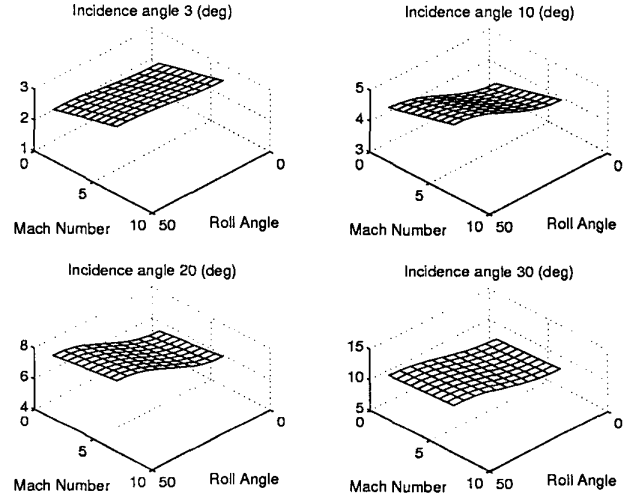 Incidence angle 3 (deg)
3
2
1
0
5
10
50
0
Mach Number
Roll Angle
Incidence angle 10 (deg)
5
4
3
0
5
10
50
0
Mach Number
Roll Angle
Incidence angle 20 (deg)
8
6
4
0
5
10
50
0
Mach Number
Roll Angle
Incidence angle 30 (deg)
15
10
5
0
5
10
50
0
Mach Number
Roll Angle